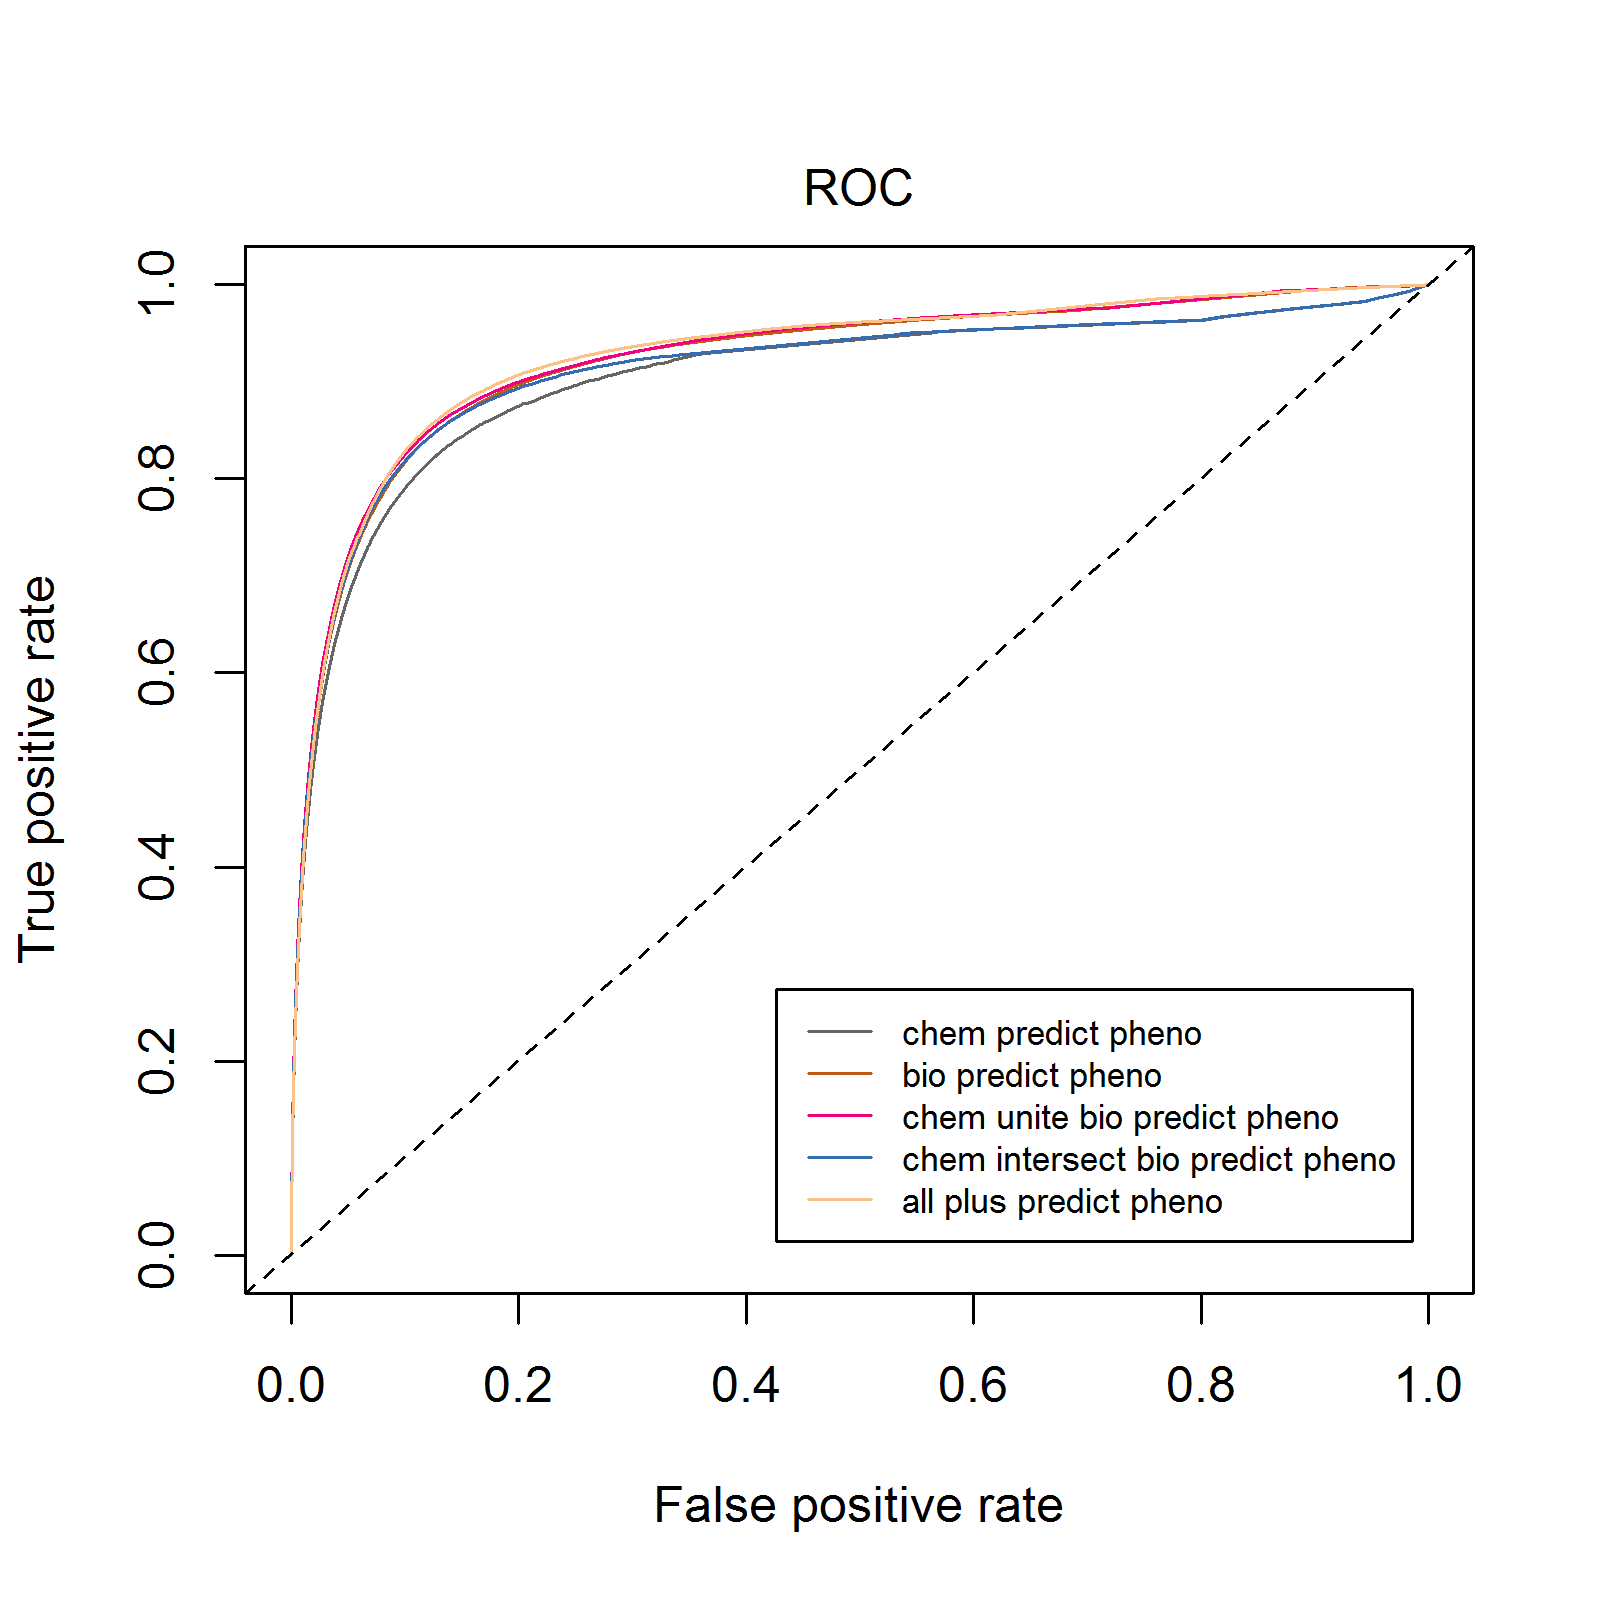 ROC
True positive rate
1.0
0.8
0.6
0.4
0.2
0.0
chem predict pheno
bio predict pheno
chem unite bio predict pheno
chem intersect bio predict pheno
all plus predict pheno
0.0 0.2 0.4 0.6 0.8 1.0
False positive rate